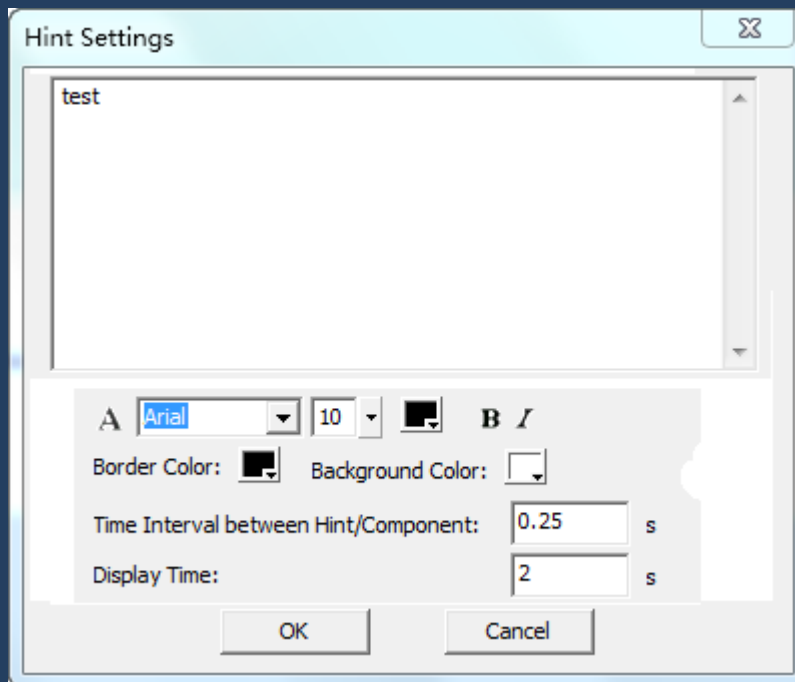 Hint Settings
test
A Arial 10 B I
Border Color: Background Color:
Time Interval between Hint/Component: 0.25 s
Display Time: 2 s
OK Cancel